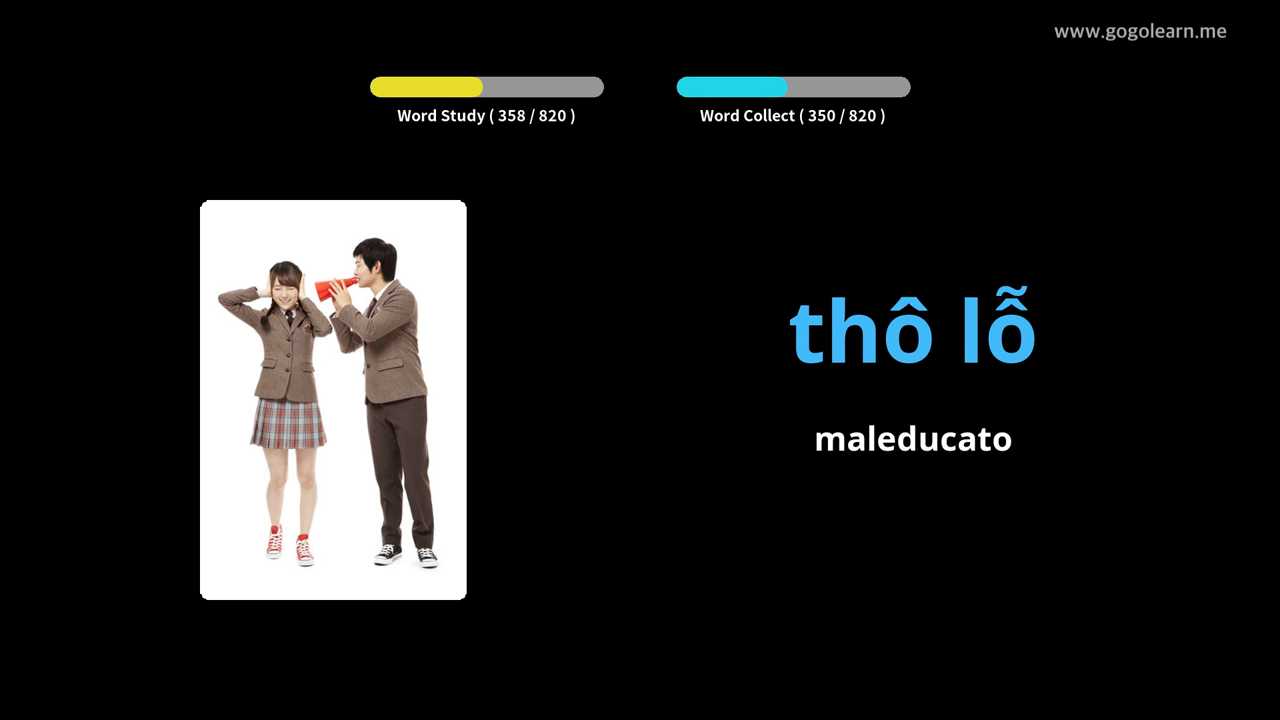 www.gogolearn.me
Word Study ( 358 / 820 )
Word Collect ( 350 / 820 )
thô lỗ
maleducato